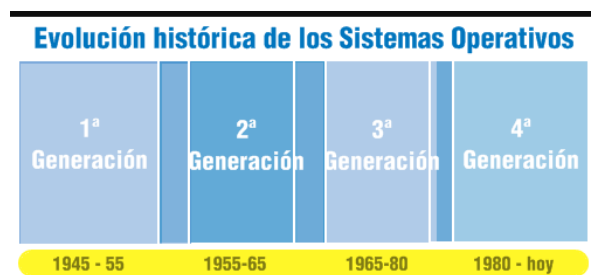 Evolución histórica de los Sistemas Operativos
1ª
Generación
2ª
Generación
3ª
Generación
4ª
Generación
1945 - 55
1955-65
1965-80
1980 - hoy